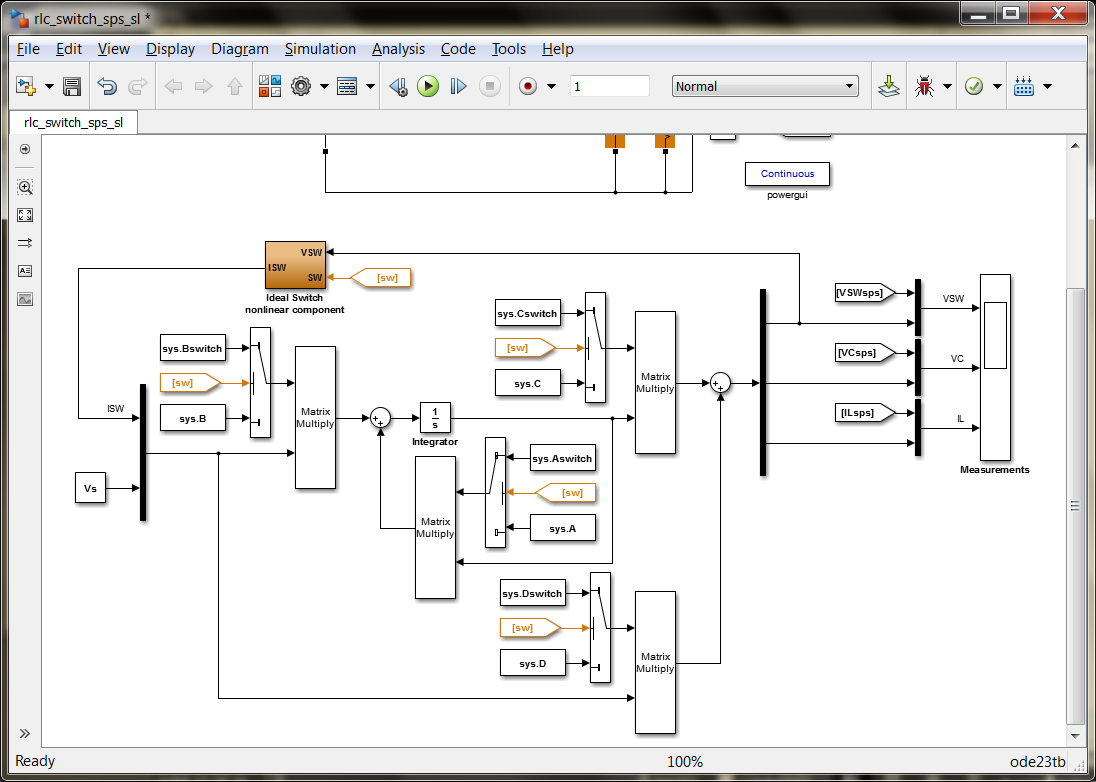 rlc_switch_sps_sl *
File Edit View Display Diagram Simulation Analysis Code Tools Help
1
Normal
rlc_switch_sps_sl
Continuous
powergui
VSW
ISW
SW
[sw]
Ideal Switch
nonlinear component
sys.Bswitch
[sw]
sys.B
ISW
Vs
Matrix
Multiply
+
+
1
s
Integrator
sys.Cswitch
[sw]
sys.C
Matrix
Multiply
+
+
sys.Aswitch
[sw]
sys.A
Matrix
Multiply
sys.Dswitch
[sw]
sys.D
Matrix
Multiply
[VSWsps]
VSW
[VCsps]
VC
[ILsps]
IL
Measurements
Ready
100%
ode23tb